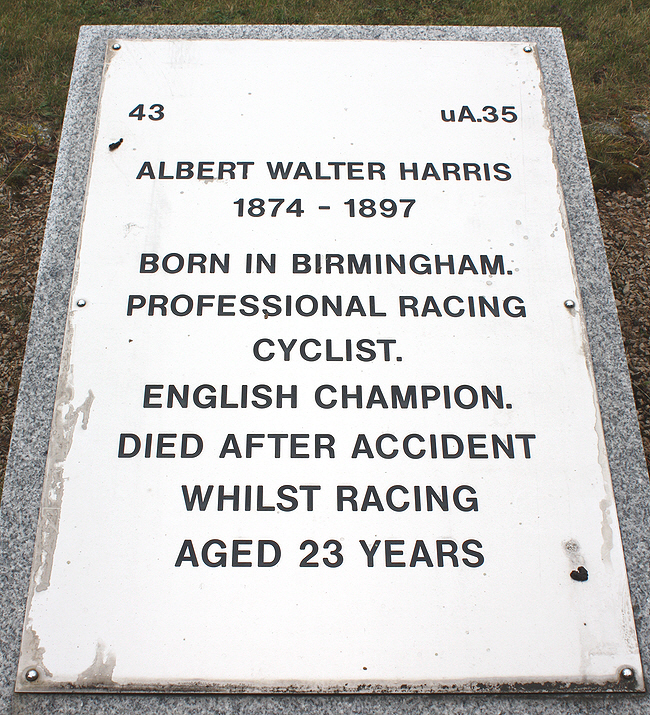 43 uA.35
ALBERT WALTER HARRIS
1874 - 1897
BORN IN BIRMINGHAM.
PROFESSIONAL RACING
CYCLIST.
ENGLISH CHAMPION.
DIED AFTER ACCIDENT
WHILST RACING
AGED 23 YEARS